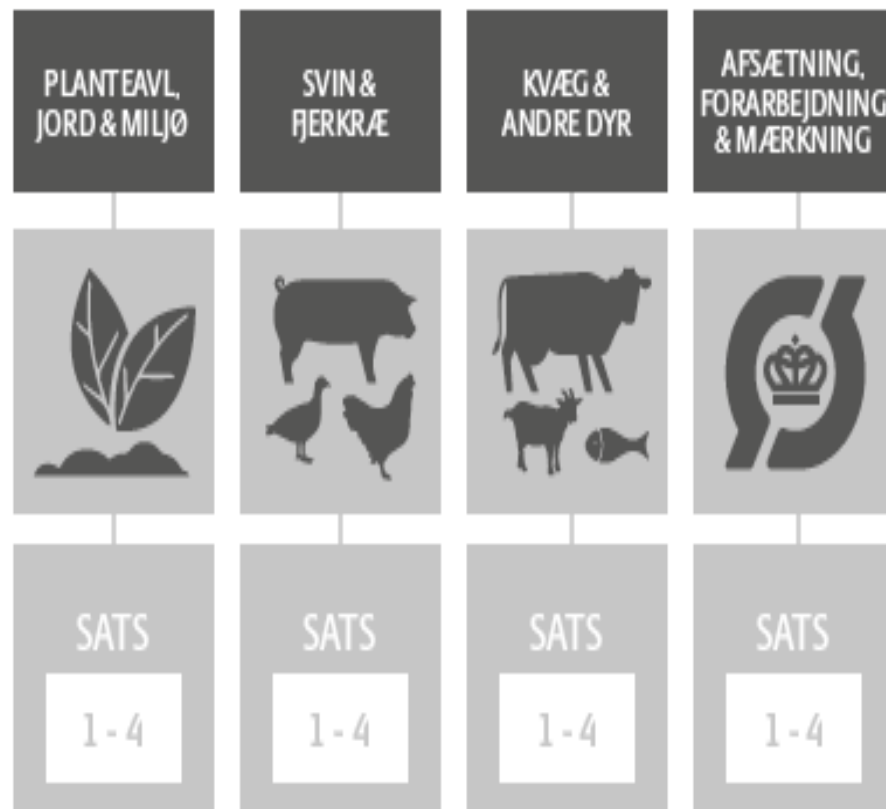 PLANTEAVL,
JORD & MILJØ
SVIN &
FJERKRÆ
KVÆG &
ANDRE DYR
AFSÆTNING,
FORARBEJDNING
& MÆRKNING
Ø
SATS
1 - 4
SATS
1 - 4
SATS
1 - 4
SATS
1 - 4